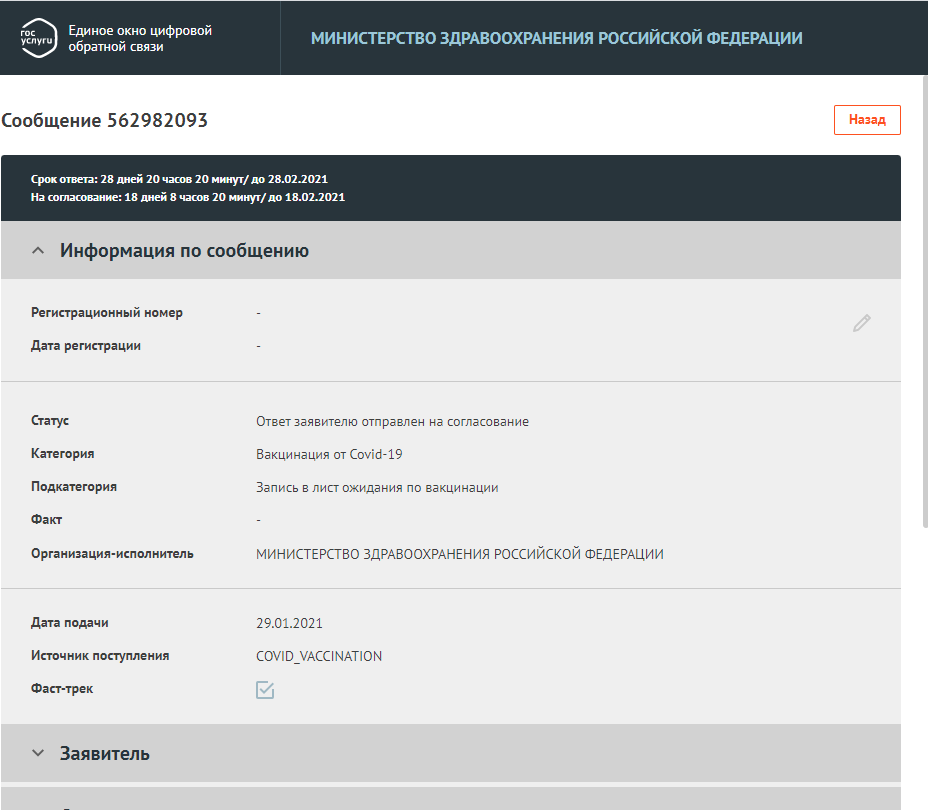 гос
услуги
Единое окно цифровой
обратной связи
МИНИСТЕРСТВО ЗДРАВООХРАНЕНИЯ РОССИЙСКОЙ ФЕДЕРАЦИИ
Сообщение 562982093
Назад
Срок ответа: 28 дней 20 часов 20 минут/ до 28.02.2021
На согласование: 18 дней 8 часов 20 минут/ до 18.02.2021
Информация по сообщению
Регистрационный номер -
Дата регистрации -
Статус Ответ заявителю отправлен на согласование
Категория Вакцинация от Covid-19
Подкатегория Запись в лист ожидания по вакцинации
Факт -
Организация-исполнитель МИНИСТЕРСТВО ЗДРАВООХРАНЕНИЯ РОССИЙСКОЙ ФЕДЕРАЦИИ
Дата подачи 29.01.2021
Источник поступления COVID_VACCINATION
Фаст-трек
Заявитель